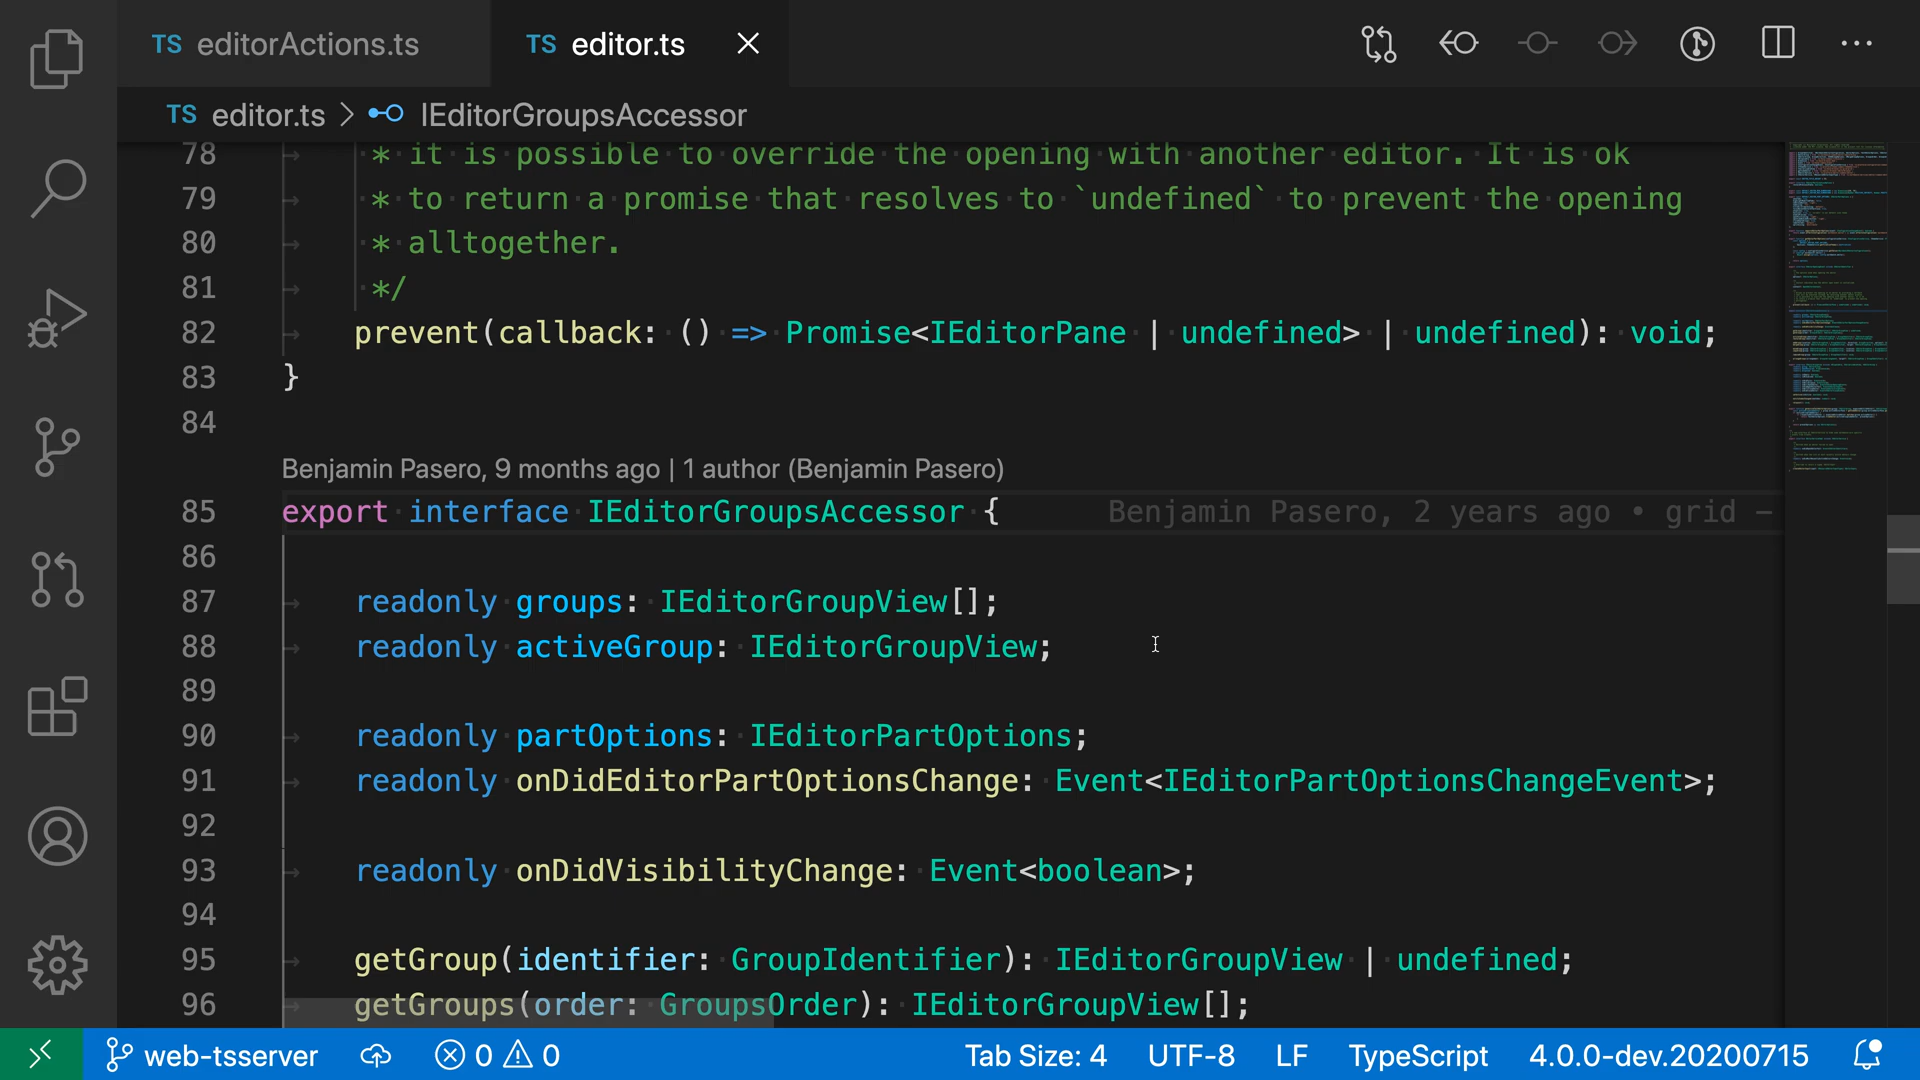 TS editorActions.ts
TS editor.ts
TS editor.ts > IEditorGroupsAccessor
78 * it is possible to override the opening with another editor. It is ok
79 * to return a promise that resolves to `undefined` to prevent the opening
80 * alltogether.
81 */
82 prevent(callback: () => Promise<IEditorPane | undefined> | undefined): void;
83 }
84
Benjamin Pasero, 9 months ago | 1 author (Benjamin Pasero)
85 export interface IEditorGroupsAccessor { Benjamin Pasero, 2 years ago • grid –
86
87 readonly groups: IEditorGroupView[];
88 readonly activeGroup: IEditorGroupView;
89
90 readonly partOptions: IEditorPartOptions;
91 readonly onDidEditorPartOptionsChange: Event<IEditorPartOptionsChangeEvent>;
92
93 readonly onDidVisibilityChange: Event<boolean>;
94
95 getGroup(identifier: GroupIdentifier): IEditorGroupView | undefined;
96 getGroups(order: GroupsOrder): IEditorGroupView[];
web-tsserver 0 0 Tab Size: 4 UTF-8 LF TypeScript 4.0.0-dev.20200715